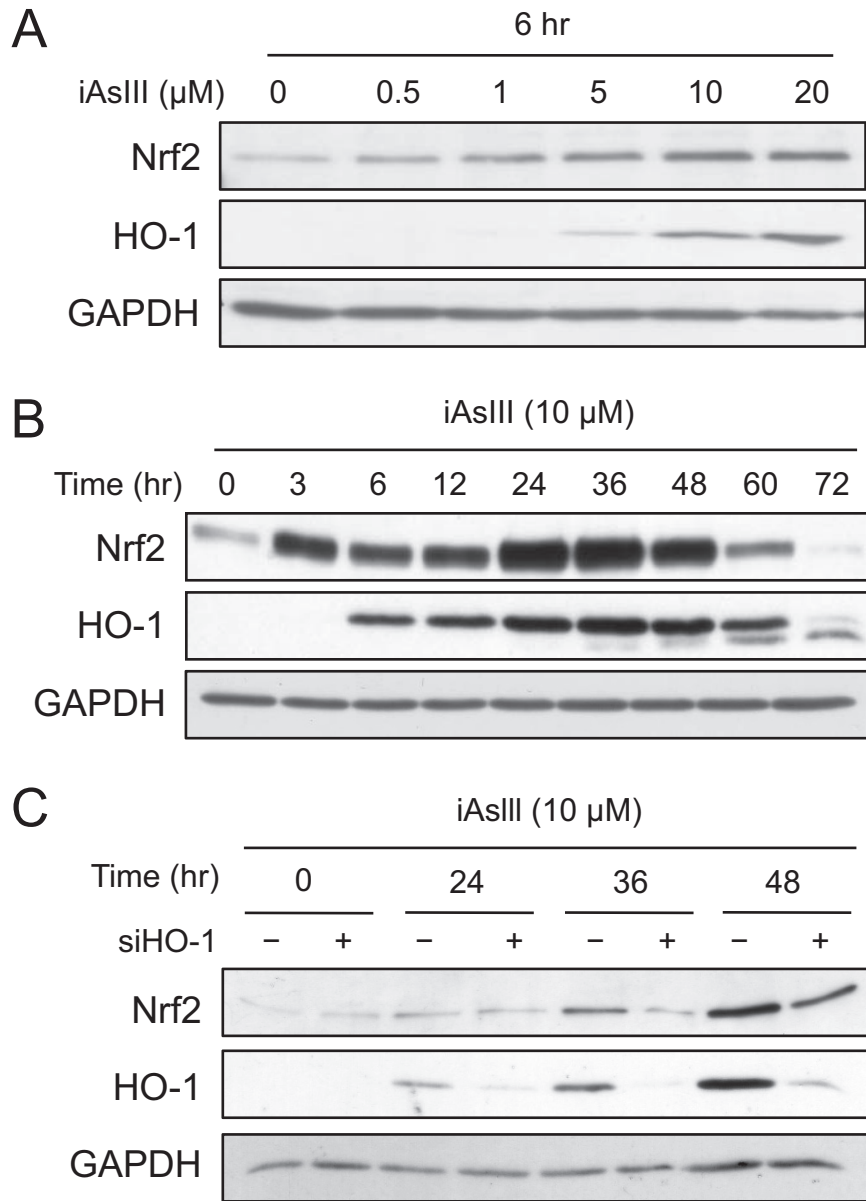 A
6 hr
iAsIII (µM) 0 0.5 1 5 10 20
Nrf2
HO-1
GAPDH
B
iAsIII (10 µM)
Time (hr) 0 3 6 12 24 36 48 60 72
Nrf2
HO-1
GAPDH
C
iAsIII (10 µM)
Time (hr) 0 24 36 48
siHO-1 – + – + – + – +
Nrf2
HO-1
GAPDH